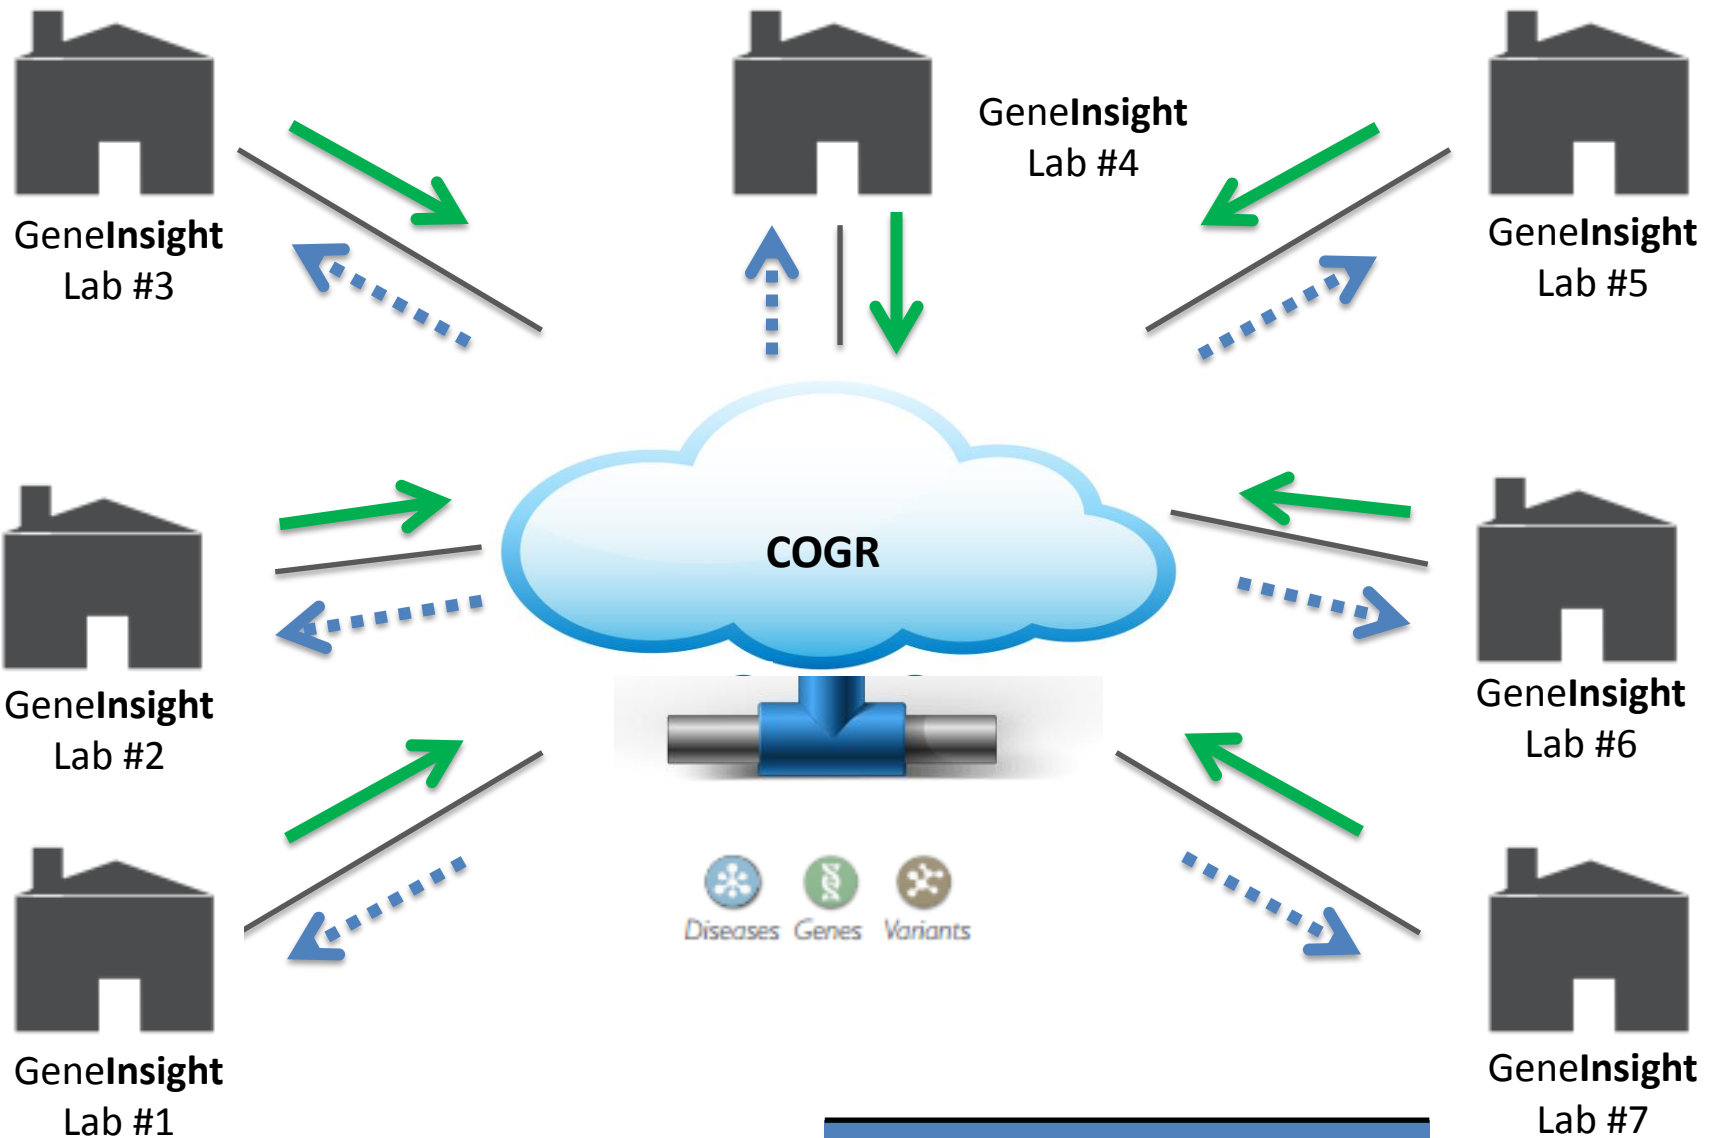 GeneInsight
Lab #4
GeneInsight
Lab #3
GeneInsight
Lab #5
COGR
GeneInsight
Lab #2
GeneInsight
Lab #6
Diseases Genes Variants
GeneInsight
Lab #1
GeneInsight
Lab #7